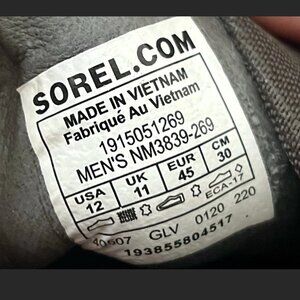 SOREL.COM
MADE IN VIETNAM
Fabriqué Au Vietnam
1915051269
MEN'S NM3839-269
USA UK EUR CM
12 11 45 30
ECA-17
40507 GLV 0120 220
193855804517